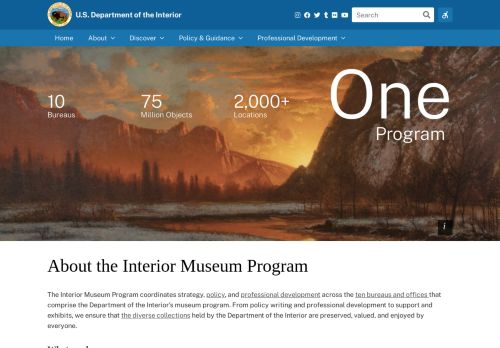 U.S. Department of the Interior
Search
Home About Discover Policy & Guidance Professional Development
10 75 2,000+ One
Bureaus Million Objects Locations
Program
i
About the Interior Museum Program
The Interior Museum Program coordinates strategy, policy, and professional development across the ten bureaus and offices that
comprise the Department of the Interior's museum program. From policy writing and professional development to support and
exhibits, we ensure that the diverse collections held by the Department of the Interior are preserved, valued, and enjoyed by
everyone.